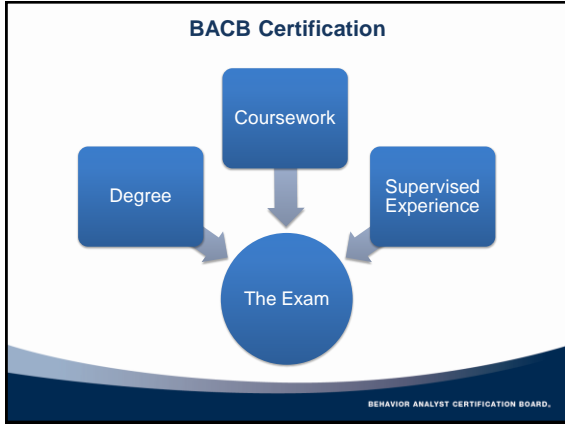 BACB Certification
Coursework
Degree
Supervised
Experience
The Exam
BEHAVIOR ANALYST CERTIFICATION BOARD®